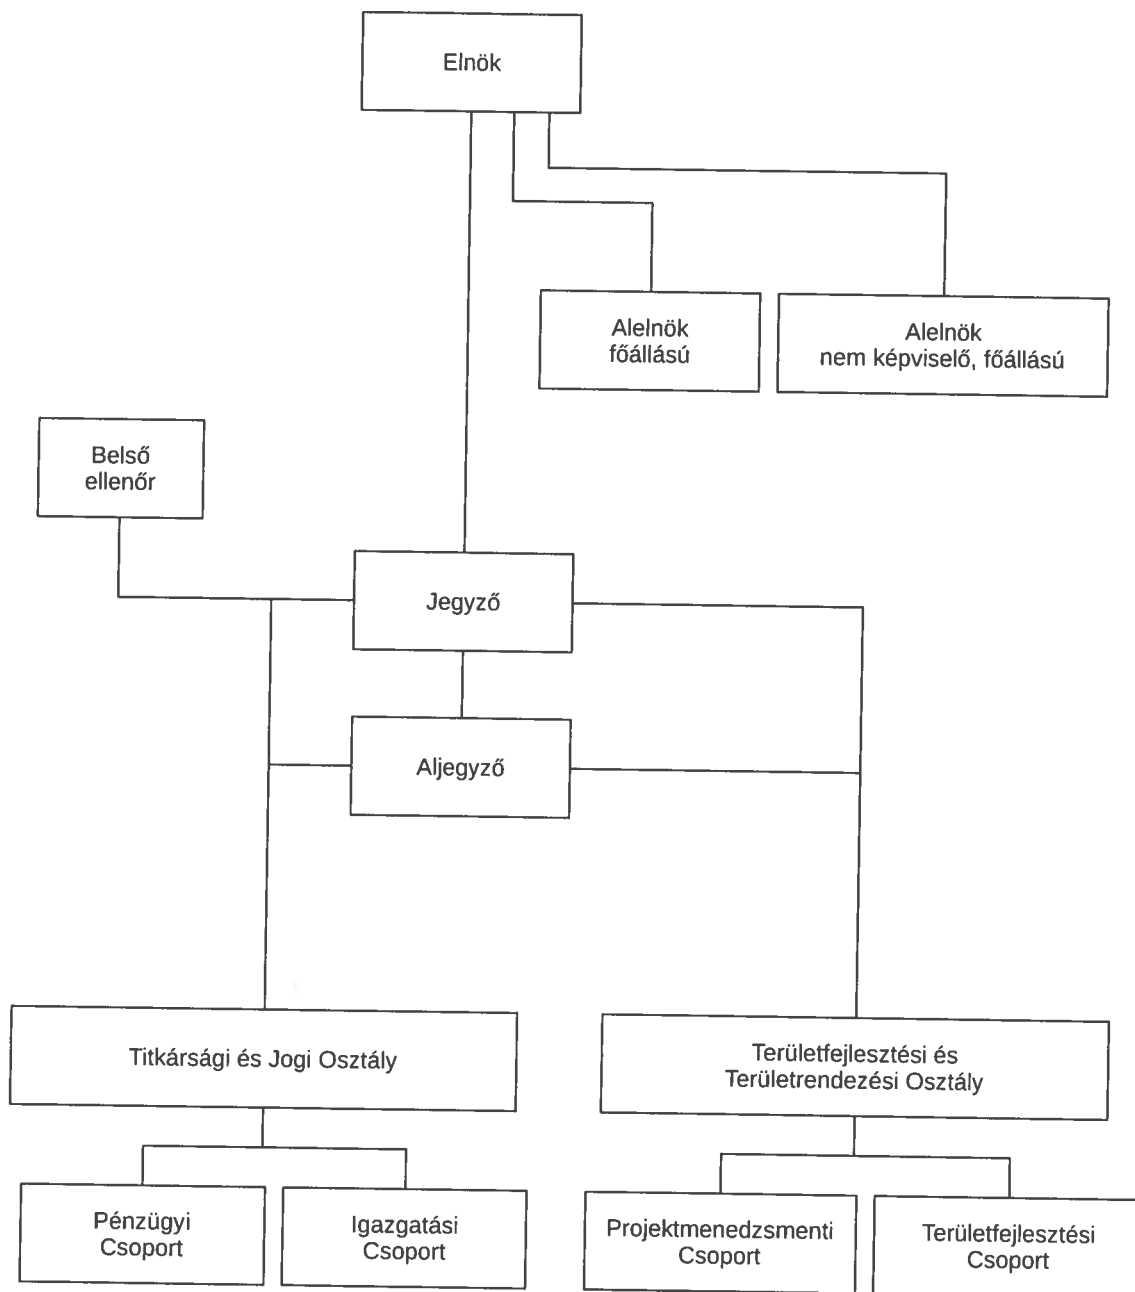 Elnök
Alelnök
főállású
Alelnök
nem képviselő, főállású
Belső
ellenőr
Jegyző
Aljegyző
Titkársági és Jogi Osztály
Területfejlesztési és
Területrendezési Osztály
Pénzügyi
Csoport
Igazgatási
Csoport
Projektmenedzsmenti
Csoport
Területfejlesztési
Csoport